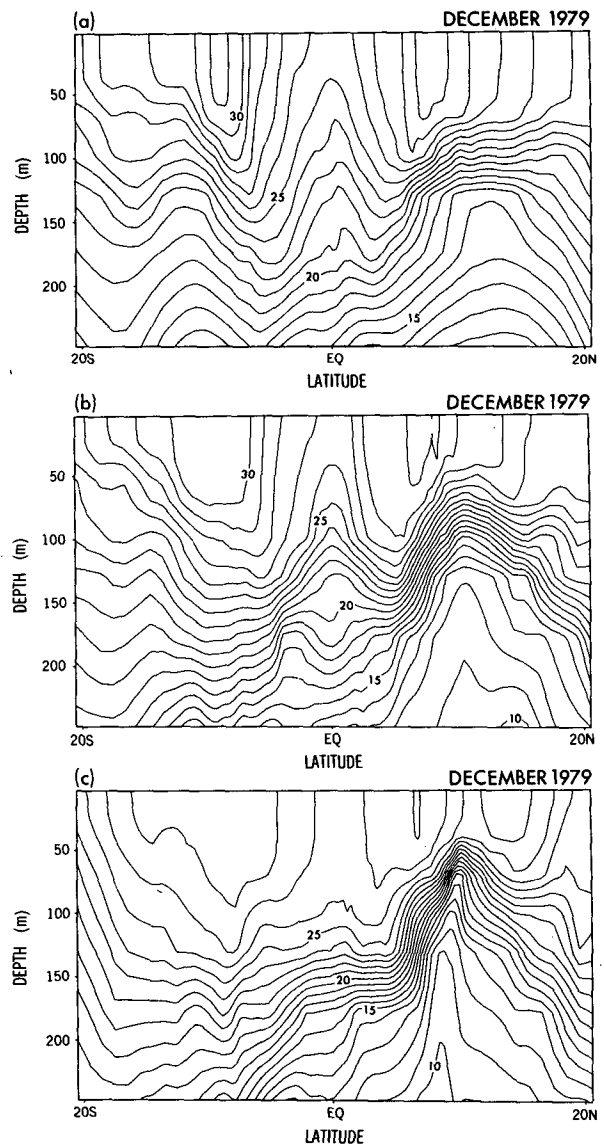 (a) DECEMBER 1979
50
30
100
DEPTH (m)
25
150
20
200
15
20S EQ 20N
LATITUDE
(b) DECEMBER 1979
50
30
25
100
DEPTH (m)
150
20
200
15
10
20S EQ 20N
LATITUDE
(c) DECEMBER 1979
50
100
25
DEPTH (m)
150
20
15
200
10
20S EQ 20N
LATITUDE